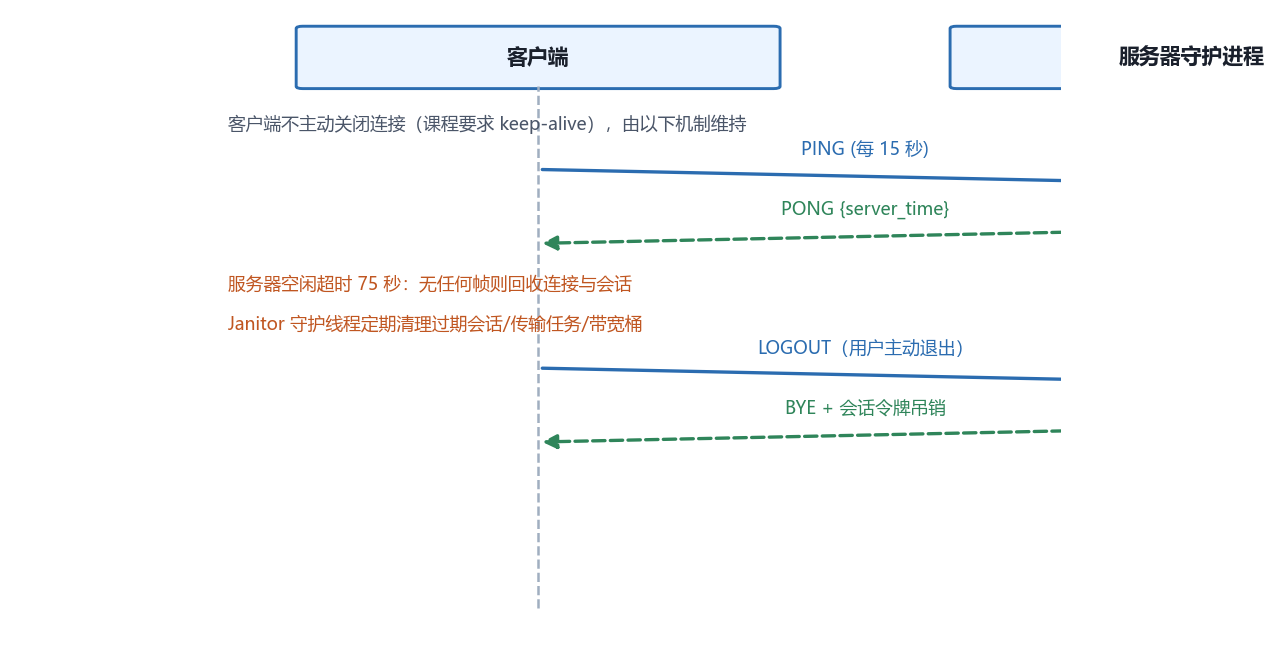 客户端
服务器守护进程
客户端不主动关闭连接（课程要求 keep-alive），由以下机制维持
PING (每 15 秒)
PONG {server_time}
服务器空闲超时 75 秒：无任何帧则回收连接与会话
Janitor 守护线程定期清理过期会话/传输任务/带宽桶
LOGOUT（用户主动退出）
BYE + 会话令牌吊销